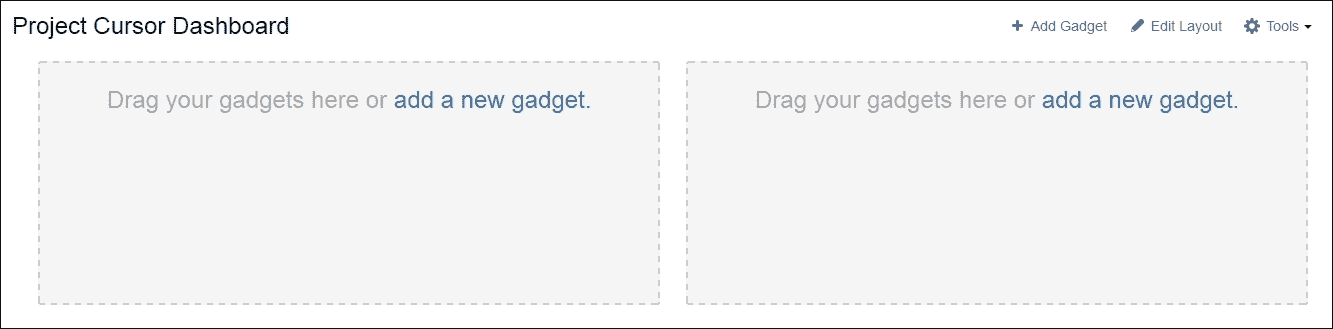 Project Cursor Dashboard
Add Gadget
Edit Layout
Tools
Drag your gadgets here or add a new gadget.
Drag your gadgets here or add a new gadget.